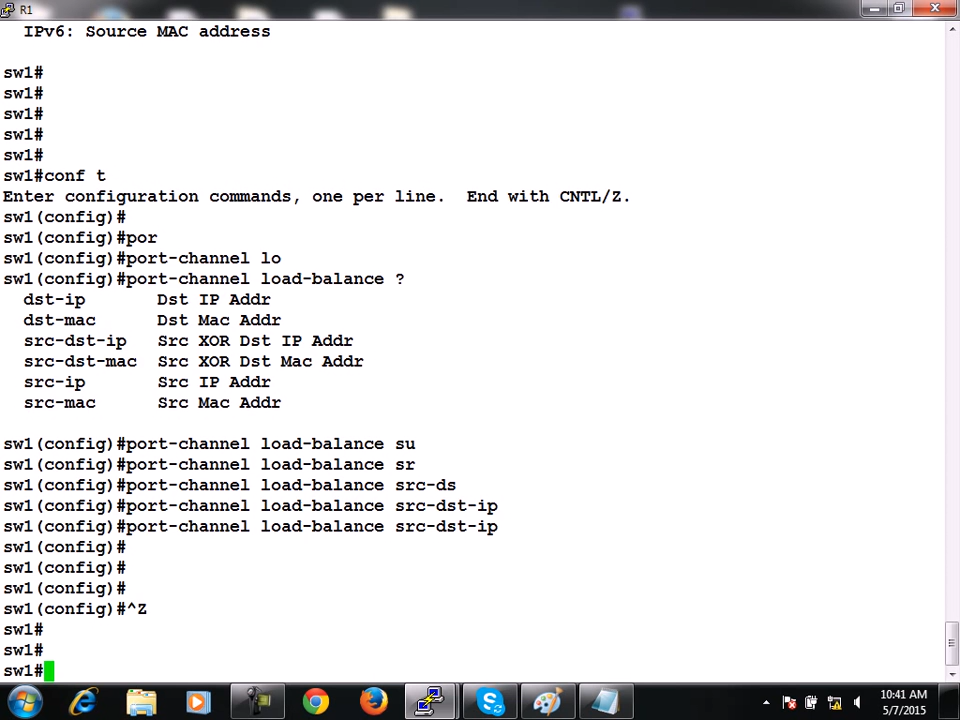 R1
IPv6: Source MAC address
sw1#
sw1#
sw1#
sw1#
sw1#
sw1#conf t
Enter configuration commands, one per line.  End with CNTL/Z.
sw1(config)#
sw1(config)#por
sw1(config)#port-channel lo
sw1(config)#port-channel load-balance ?
dst-ip       Dst IP Addr
dst-mac      Dst Mac Addr
src-dst-ip   Src XOR Dst IP Addr
src-dst-mac  Src XOR Dst Mac Addr
src-ip       Src IP Addr
src-mac      Src Mac Addr
sw1(config)#port-channel load-balance su
sw1(config)#port-channel load-balance sr
sw1(config)#port-channel load-balance src-ds
sw1(config)#port-channel load-balance src-dst-ip
sw1(config)#port-channel load-balance src-dst-ip
sw1(config)#
sw1(config)#
sw1(config)#
sw1(config)#^Z
sw1#
sw1#
sw1#
10:41 AM
5/7/2015